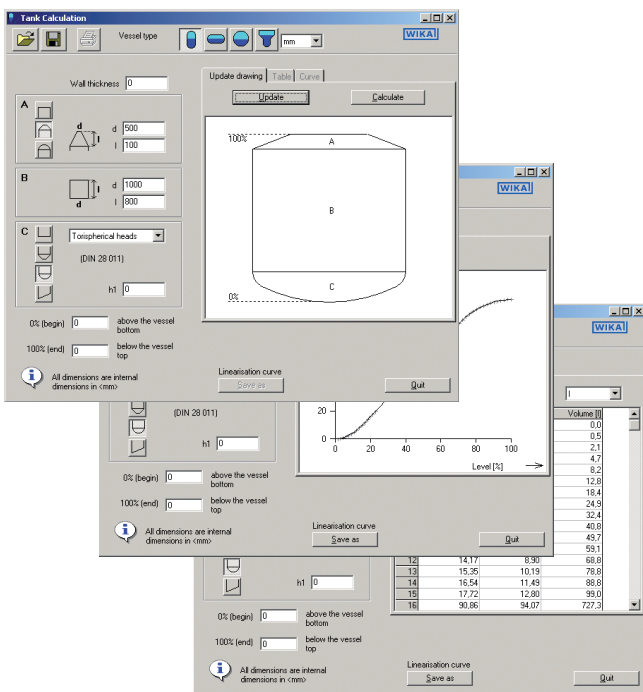 Tank Calculation
Vessel type
mm
WIKA
Wall thickness 0
Update drawing Table Curve
Update Calculate
A
d l d 500
l 100
B
d l d 1000
l 800
C Torispherical heads
(DIN 28 011)
h1 0
100%
A
B
C
0%
0% (begin) 0 above the vessel bottom
100% (end) 0 below the vessel top
All dimensions are internal
dimensions in <mm>
Linearisation curve
Save as Quit
WIKA
20
0
0 20 40 60 80 100
Level [%]
(DIN 28 011)
h1 0
0% (begin) 0 above the vessel bottom
100% (end) 0 below the vessel top
All dimensions are internal
dimensions in <mm>
Linearisation curve
Save as Quit
WIKA
l
Volume [l]
0,0
0,5
2,1
4,7
8,2
12,8
18,4
24,9
32,4
40,8
49,7
59,1
12 14,17 8,90 68,8
13 15,35 10,19 78,8
14 16,54 11,49 88,8
15 17,72 12,80 99,0
16 90,86 94,07 727,3
h1 0
0% (begin) 0 above the vessel bottom
100% (end) 0 below the vessel top
All dimensions are internal
dimensions in <mm>
Linearisation curve
Save as Quit